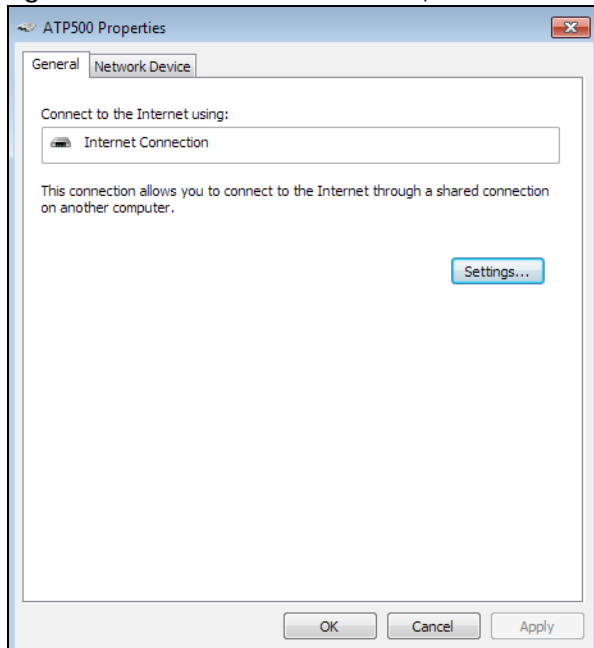 ATP500 Properties
General
Network Device
Connect to the Internet using:
Internet Connection
This connection allows you to connect to the Internet through a shared connection
on another computer.
Settings...
OK
Cancel
Apply